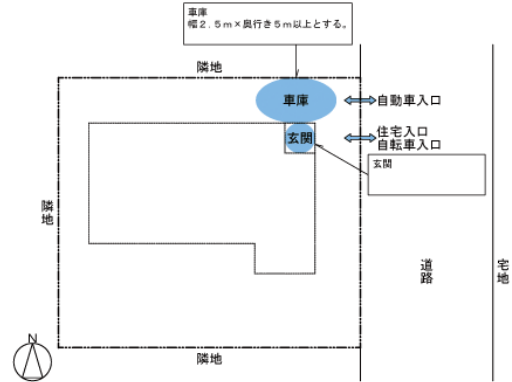 車庫
幅2.5m×奥行き5m以上とする。
隣地
車庫
自動車入口
玄関
住宅入口
自転車入口
玄関
隣地
道路
宅地
隣地
N